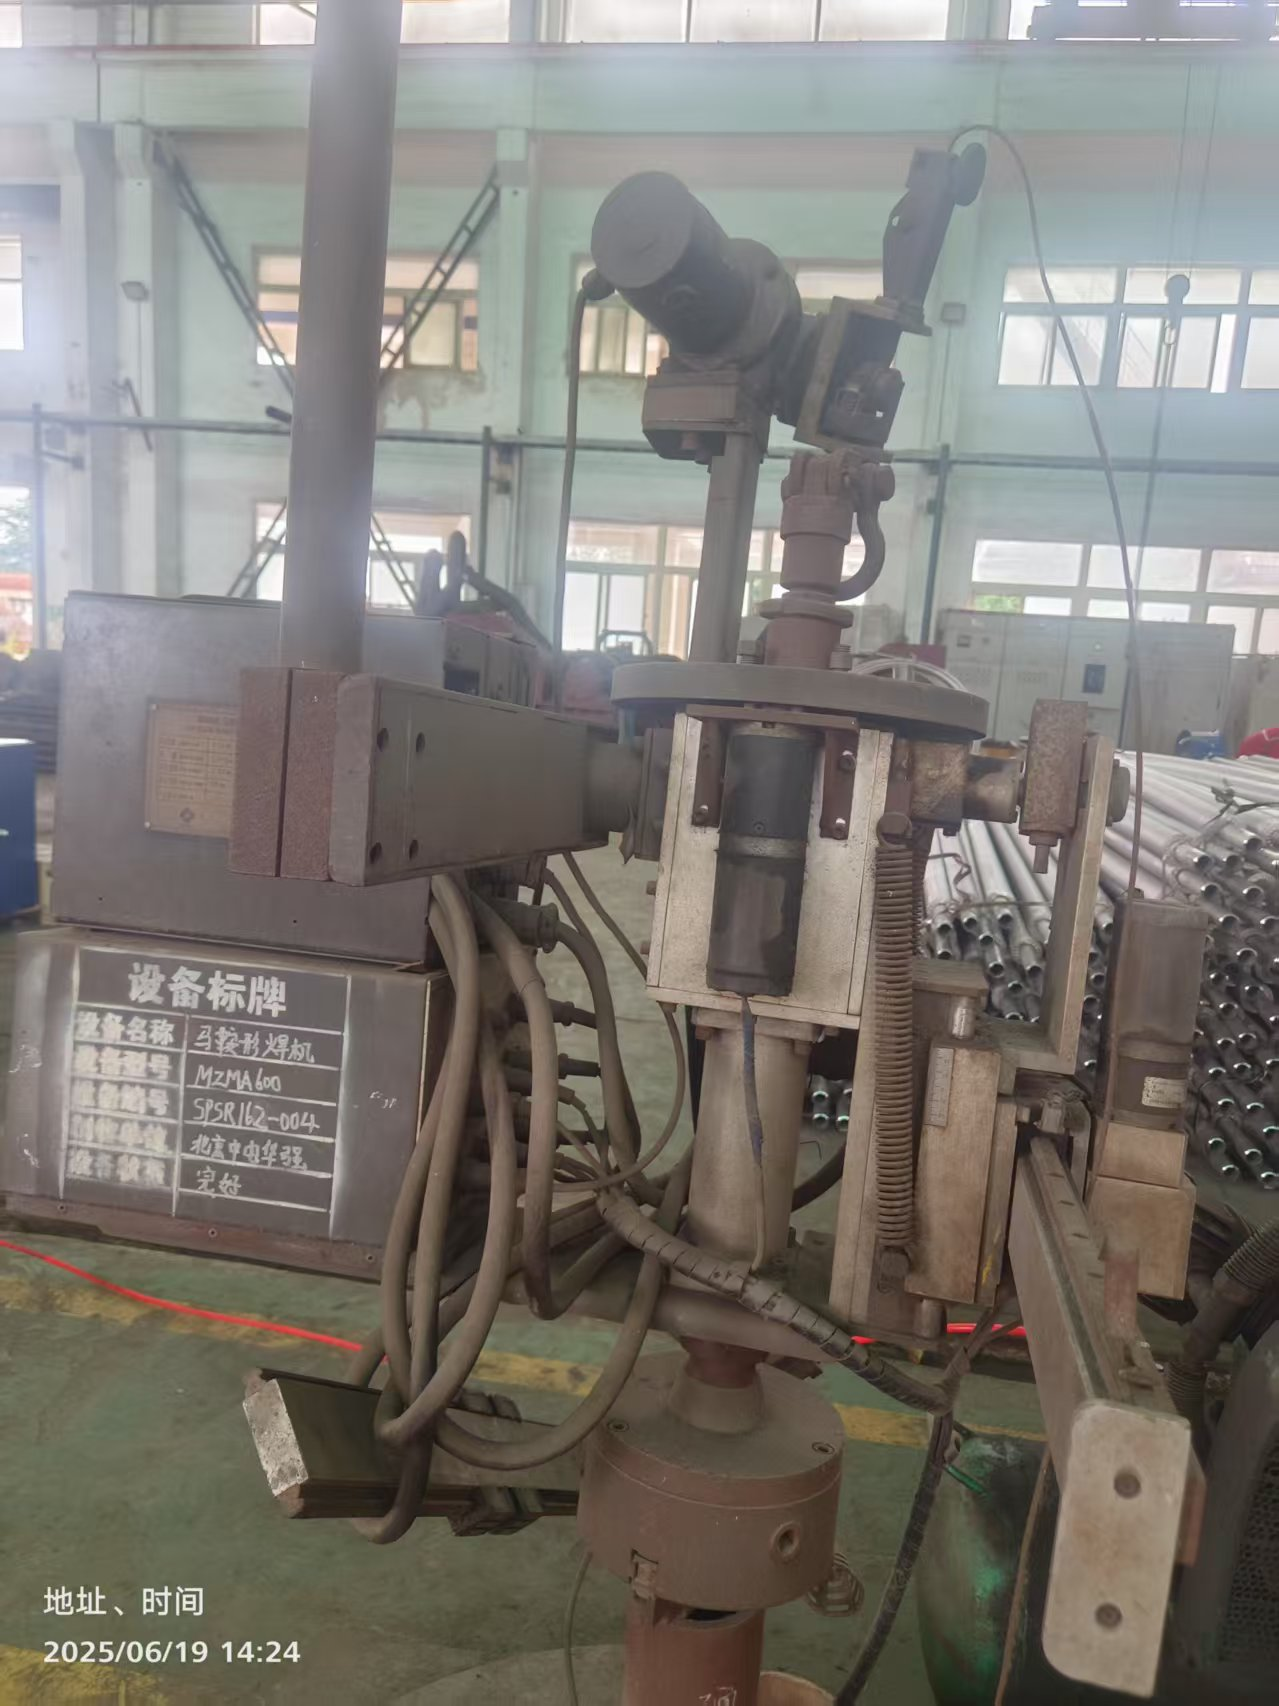 设备标牌
设备名称 马鞍形焊机
设备型号 MZMA600
设备编号 SPSR162-004
制作单位 北京中电华强
设备状况 完好
地址、时间
2025/06/19 14:24